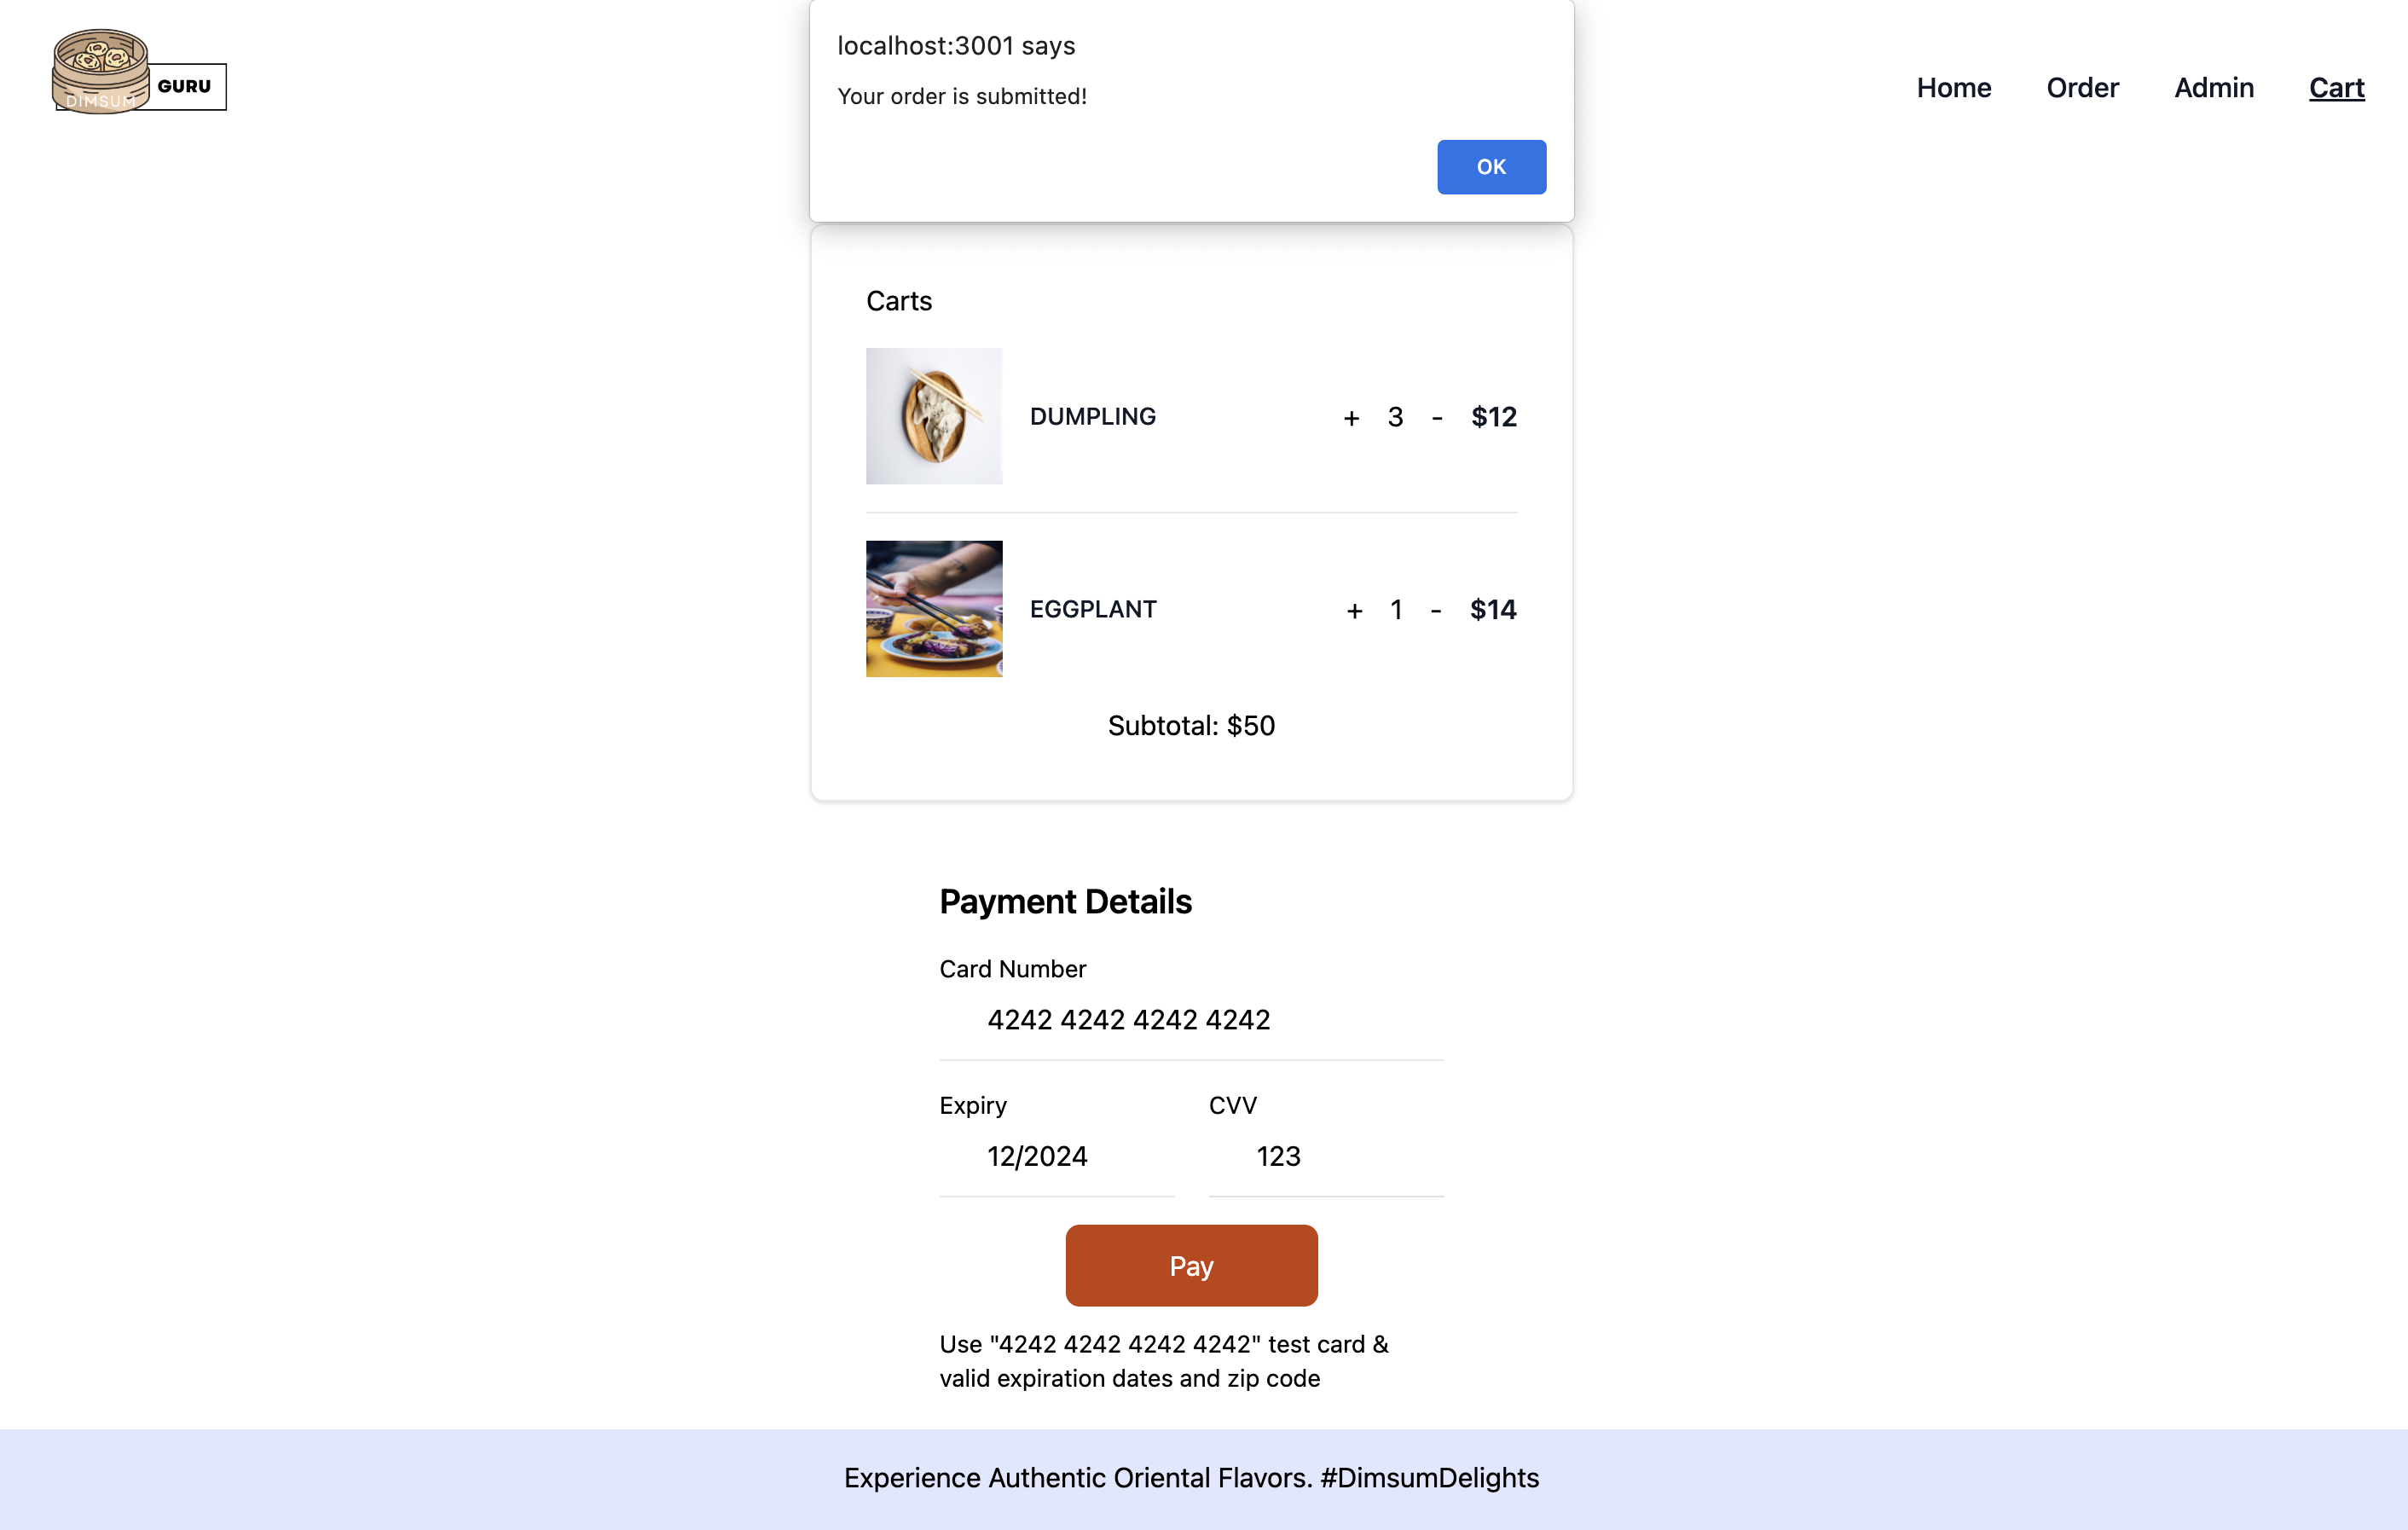 localhost:3001 says
Your order is submitted!
OK
DIMSUM
GURU
Home Order Admin Cart
Carts
DUMPLING + 3 - $12
EGGPLANT + 1 - $14
Subtotal: $50
Payment Details
Card Number
4242 4242 4242 4242
Expiry CVV
12/2024 123
Pay
Use "4242 4242 4242 4242" test card &
valid expiration dates and zip code
Experience Authentic Oriental Flavors. #DimsumDelights